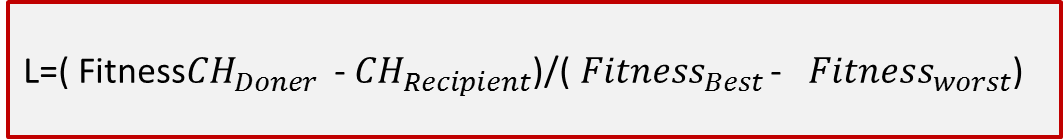 L=( FitnessCH_Doner - CH_Recipient)/( Fitness_Best - Fitness_worst)